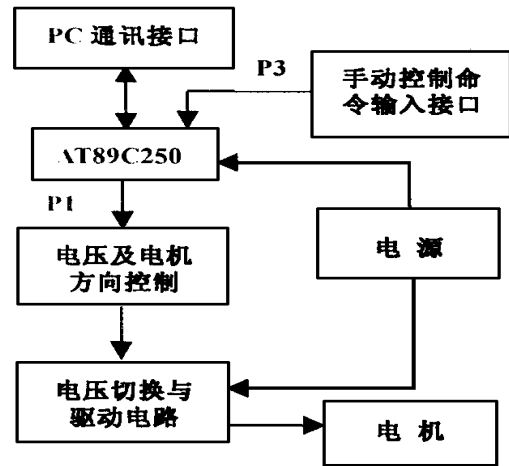 PC 通讯接口
P3
手动控制命
令输入接口
AT89C250
P1
电压及电机
方向控制
电 源
电压切换与
驱动电路
电 机